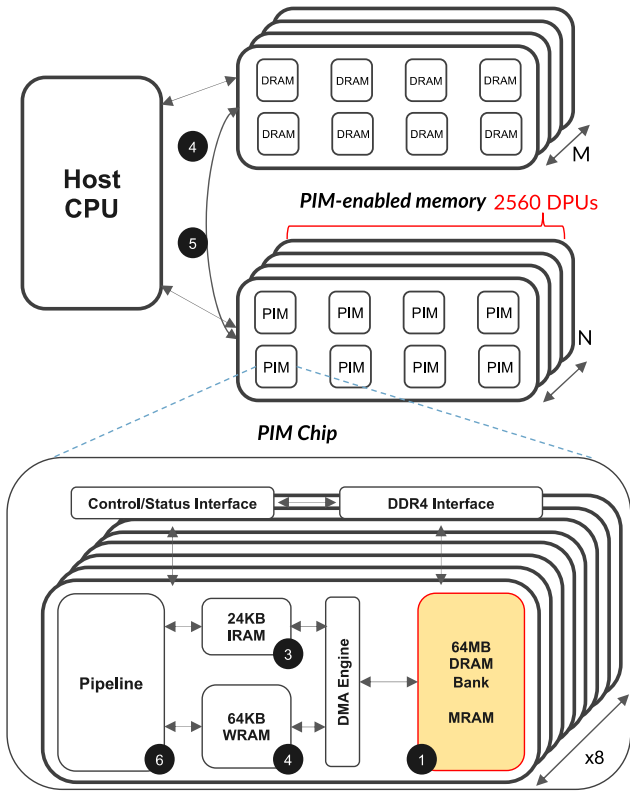 DRAM DRAM DRAM DRAM
DRAM DRAM DRAM DRAM
M
Host
CPU
4
5
PIM-enabled memory 2560 DPUs
PIM PIM PIM PIM
PIM PIM PIM PIM
N
PIM Chip
Control/Status Interface
DDR4 Interface
Pipeline
6
24KB
IRAM
3
64KB
WRAM
4
DMA Engine
64MB
DRAM
Bank
MRAM
1
x8